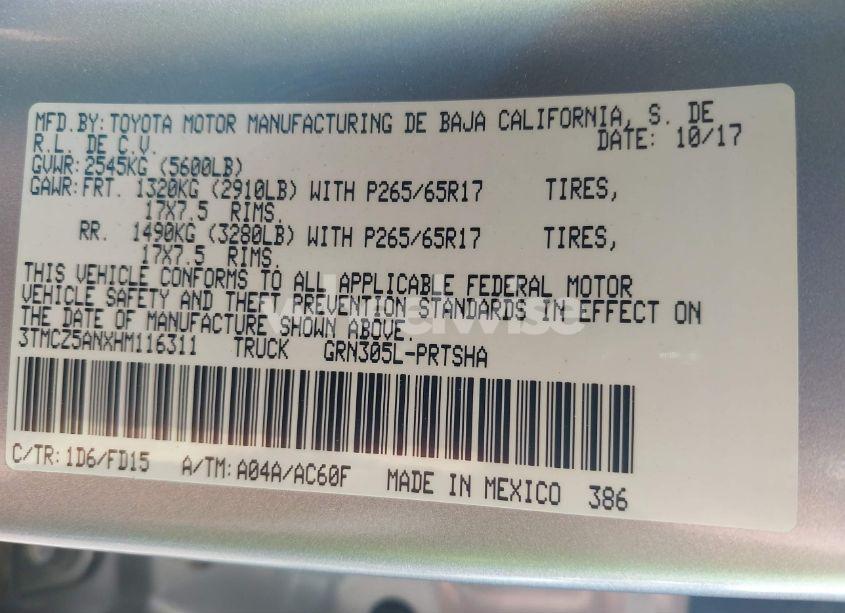 MFD.BY: TOYOTA MOTOR MANUFACTURING DE BAJA CALIFORNIA, S. DE
R.L. DE C.V. DATE: 10/17
GVWR: 2545KG (5600LB)
GAWR: FRT. 1320KG (2910LB) WITH P265/65R17 TIRES,
17X7.5 RIMS.
RR. 1490KG (3280LB) WITH P265/65R17 TIRES,
17X7.5 RIMS.
THIS VEHICLE CONFORMS TO ALL APPLICABLE FEDERAL MOTOR
VEHICLE SAFETY AND THEFT PREVENTION STANDARDS IN EFFECT ON
THE DATE OF MANUFACTURE SHOWN ABOVE.
3TMCZ5ANXHM116311 TRUCK GRN305L-PRTSHA
C/TR: 1D6/FD15 A/TM: A04A/AC60F MADE IN MEXICO 386